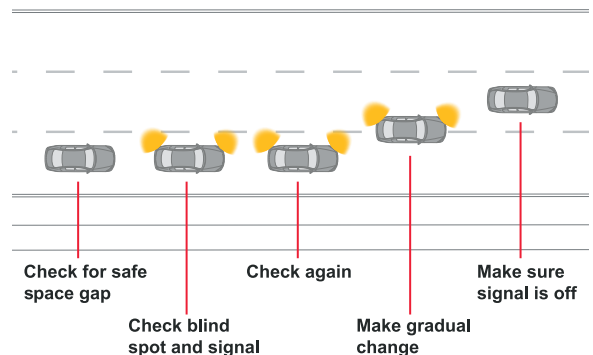 Check for safe
space gap
Check blind
spot and signal
Check again
Make gradual
change
Make sure
signal is off